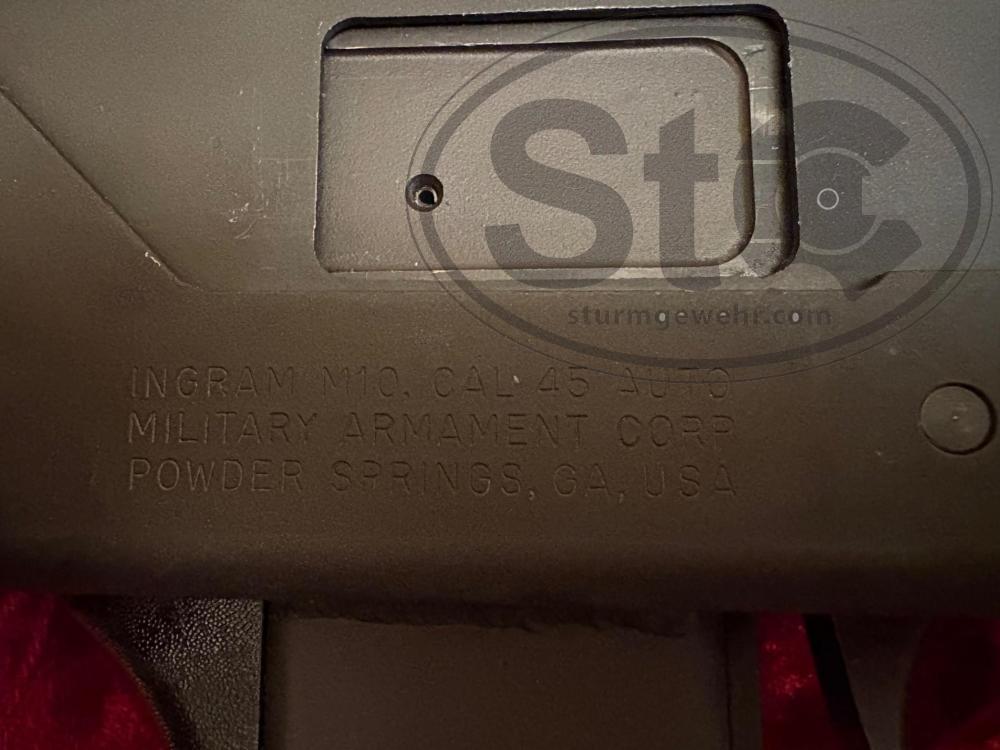 StG
sturmgewehr.com
INGRAM M10, CAL 45 AUTO
MILITARY ARMAMENT CORP
POWDER SPRINGS, GA, USA